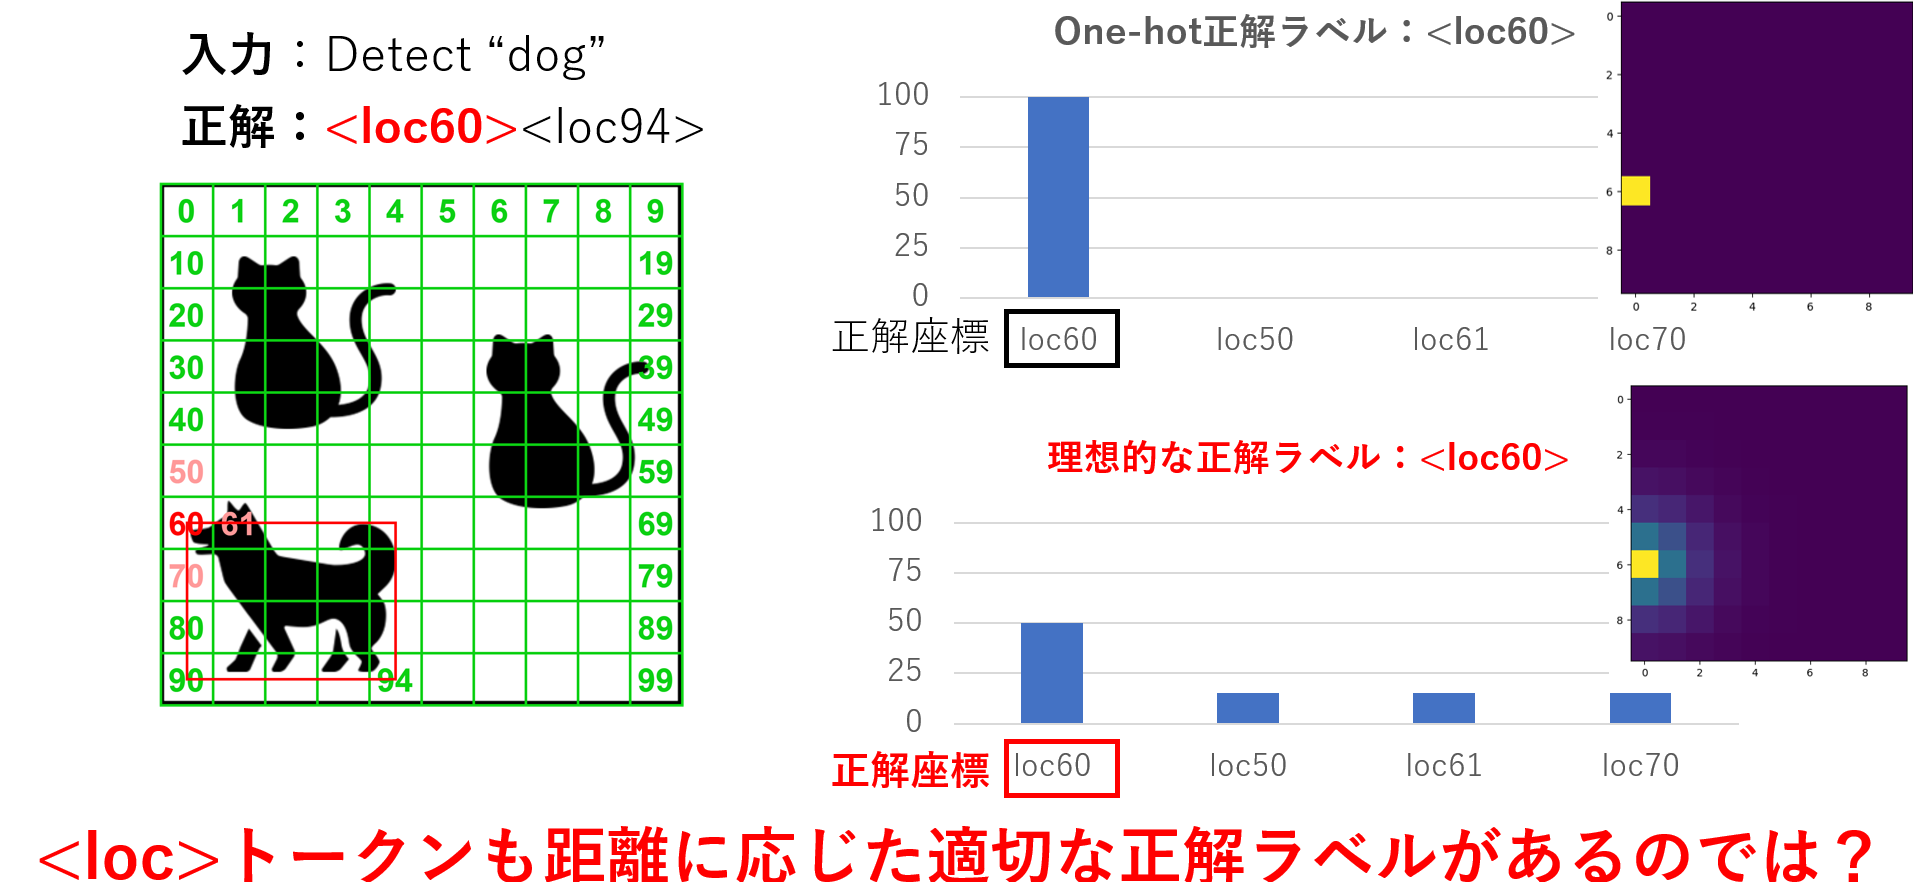 入力：Detect “dog”
正解：<loc60><loc94>
0 1 2 3 4 5 6 7 8 9
10 19
20 29
30 39
40 49
50 59
60 61 69
70 79
80 89
90 94 99
One-hot正解ラベル：<loc60>
100
75
50
25
0
正解座標 loc60 loc50 loc61 loc70
0
2
4
6
8
0 2 4 6 8
理想的な正解ラベル：<loc60>
100
75
50
25
0
正解座標 loc60 loc50 loc61 loc70
0
2
4
6
8
0 2 4 6 8
<loc>トークンも距離に応じた適切な正解ラベルがあるのでは？